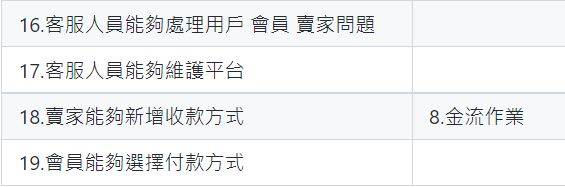 16.客服人員能夠處理用戶 會員 賣家問題
17.客服人員能夠維護平台
18.賣家能夠新增收款方式 8.金流作業
19.會員能夠選擇付款方式